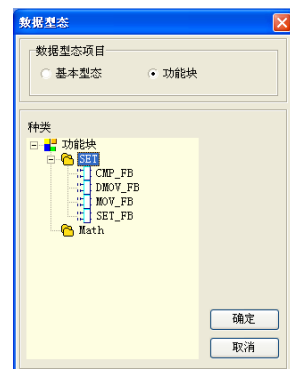 数据型态
数据型态项目
基本型态 功能块
种类
功能块
SET
CMP_FB
DMOV_FB
MOV_FB
SET_FB
Math
确定
取消